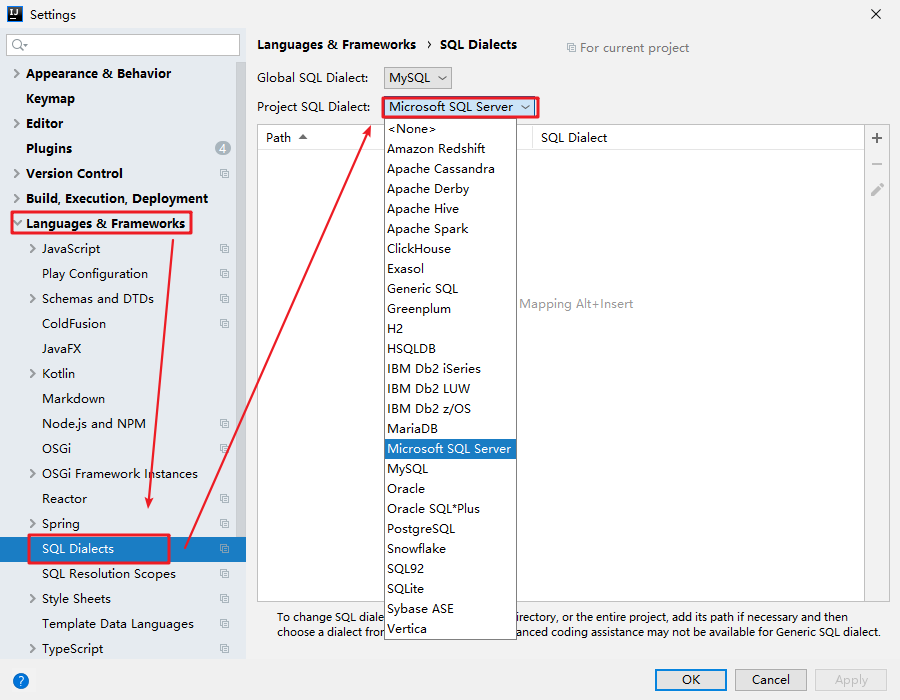 Settings
Appearance & Behavior
Keymap
Editor
Plugins
4
Version Control
Build, Execution, Deployment
Languages & Frameworks
JavaScript
Play Configuration
Schemas and DTDs
ColdFusion
JavaFX
Kotlin
Markdown
Node.js and NPM
OSGi
OSGi Framework Instances
Reactor
Spring
SQL Dialects
SQL Resolution Scopes
Style Sheets
Template Data Languages
TypeScript
Languages & Frameworks › SQL Dialects
For current project
Global SQL Dialect: MySQL
Project SQL Dialect: Microsoft SQL Server
Path
SQL Dialect
<None>
Amazon Redshift
Apache Cassandra
Apache Derby
Apache Hive
Apache Spark
ClickHouse
Exasol
Generic SQL
Greenplum
H2
HSQLDB
IBM Db2 iSeries
IBM Db2 LUW
IBM Db2 z/OS
MariaDB
Microsoft SQL Server
MySQL
Oracle
Oracle SQL*Plus
PostgreSQL
Snowflake
SQL92
SQLite
Sybase ASE
Vertica
Mapping Alt+Insert
To change SQL diale irectory, or the entire project, add its path if necessary and then
choose a dialect from anced coding assistance may not be available for Generic SQL dialect.
?
OK
Cancel
Apply